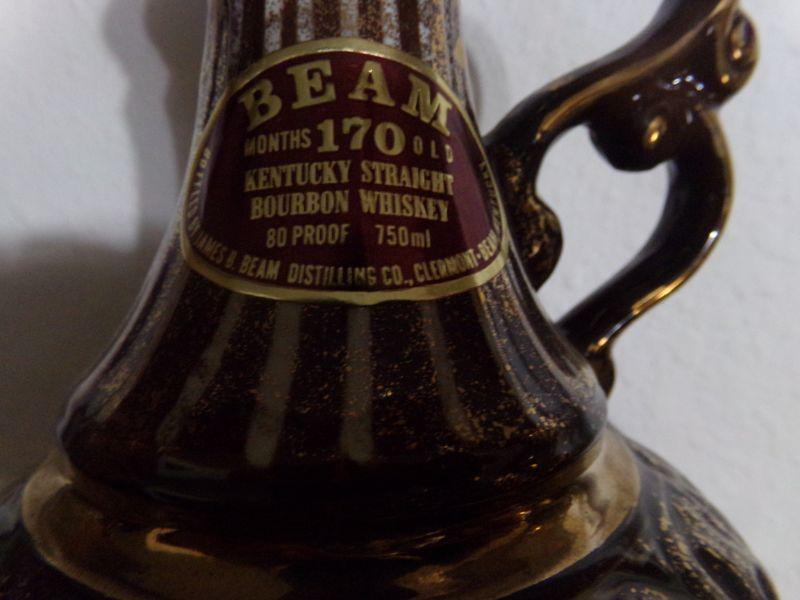 BEAM
MONTHS 170 OLD
KENTUCKY STRAIGHT
BOURBON WHISKEY
80 PROOF 750ml
JAMES B. BEAM DISTILLING CO., CLERMONT-